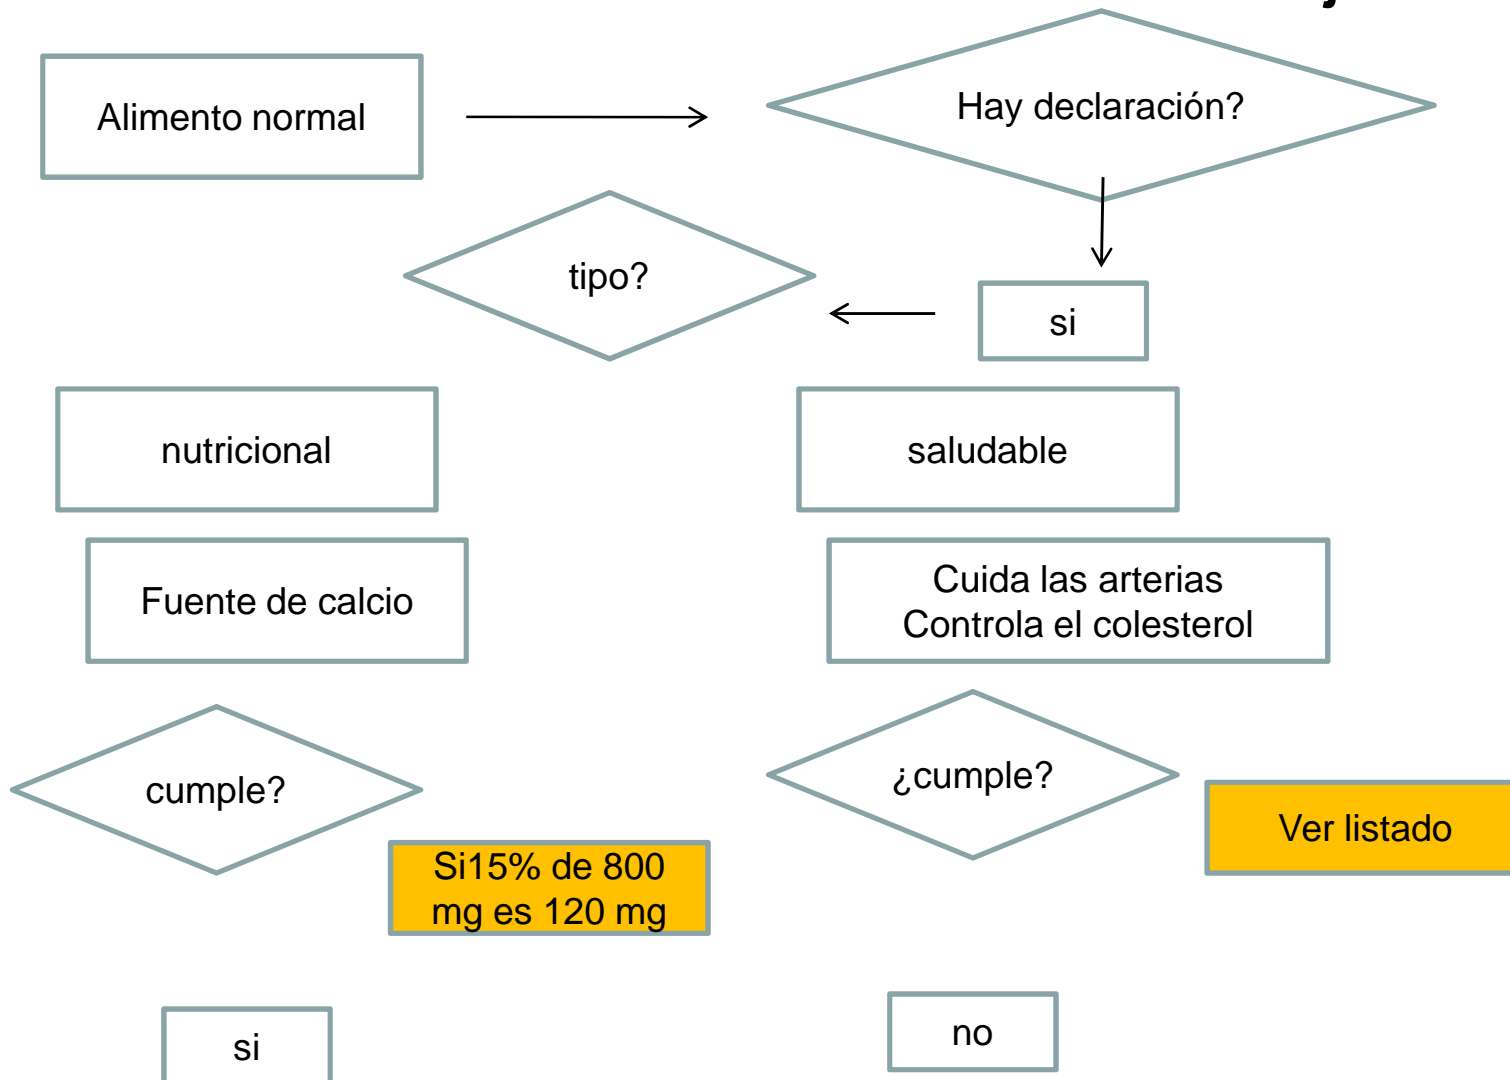 Alimento normal
Hay declaración?
tipo?
si
nutricional
saludable
Fuente de calcio
Cuida las arterias
Controla el colesterol
cumple?
¿cumple?
Ver listado
Si15% de 800
mg es 120 mg
si
no